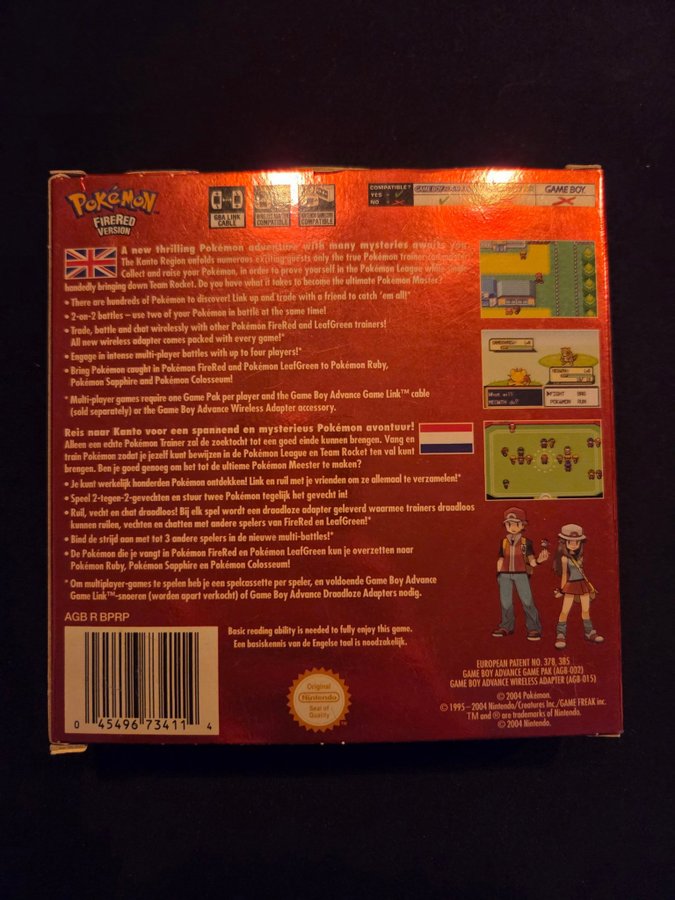 POKéMON
FIRERED
VERSION
GBA LINK
CABLE
WIRELESS ADAPTER
COMPATIBLE
COMPATIBLE
COMPATIBLE?
YES =
NO =
GAME BOY
A new thrilling Pokémon adventure with many mysteries awaits you
The Kanto Region unfolds numerous exciting quests only the true Pokémon trainer can master.
Collect and raise your Pokémon, in order to prove yourself in the Pokémon League while single
handedly bringing down Team Rocket. Do you have what it takes to become the ultimate Pokémon Master?
• There are hundreds of Pokémon to discover! Link up and trade with a friend to catch 'em all!*
• 2-on-2 battles – use two of your Pokémon in battle at the same time!
• Trade, battle and chat wirelessly with other Pokémon FireRed and LeafGreen trainers!
All new wireless adapter comes packed with every game!*
• Engage in intense multi-player battles with up to four players!*
• Bring Pokémon caught in Pokémon FireRed and Pokémon LeafGreen to Pokémon Ruby,
Pokémon Sapphire and Pokémon Colosseum!
* Multi-player games require one Game Pak per player and the Game Boy Advance Game Link™ cable
(sold separately) or the Game Boy Advance Wireless Adapter accessory.
What will
MEOWTH do?
FIGHT BAG
POKéMON RUN
Reis naar Kanto voor een spannend en mysterieus Pokémon avontuur!
Alleen een echte Pokémon Trainer zal de zoektocht tot een goed einde kunnen brengen. Vang en
train Pokémon zodat je jezelf kunt bewijzen in de Pokémon League en Team Rocket ten val kunt
brengen. Ben je goed genoeg om het tot de ultieme Pokémon Meester te maken?
• Je kunt werkelijk honderden Pokémon ontdekken! Link en ruil met je vrienden om ze allemaal te verzamelen!*
• Speel 2-tegen-2-gevechten en stuur twee Pokémon tegelijk het gevecht in!
• Ruil, vecht en chat draadloos! Bij elk spel wordt een draadloze adapter geleverd waarmee trainers draadloos
kunnen ruilen, vechten en chatten met andere spelers van FireRed en LeafGreen!*
• Bind de strijd aan met tot 3 andere spelers in de nieuwe multi-battles!*
• De Pokémon die je vangt in Pokémon FireRed en Pokémon LeafGreen kun je overzetten naar
Pokémon Ruby, Pokémon Sapphire en Pokémon Colosseum!
* Om multiplayer-games te spelen heb je een spelcassette per speler, en voldoende Game Boy Advance
Game Link™-snoeren (worden apart verkocht) of Game Boy Advance Draadloze Adapters nodig.
AGB R BPRP
0 45496 73411 4
Basic reading ability is needed to fully enjoy this game.
Een basiskennis van de Engelse taal is noodzakelijk.
Original
Nintendo
Seal of
Quality
EUROPEAN PATENT NO. 378, 385
GAME BOY ADVANCE GAME PAK (AGB-002)
GAME BOY ADVANCE WIRELESS ADAPTER (AGB-015)
© 2004 Pokémon.
© 1995–2004 Nintendo/Creatures Inc./GAME FREAK inc.
TM and ® are trademarks of Nintendo.
© 2004 Nintendo.